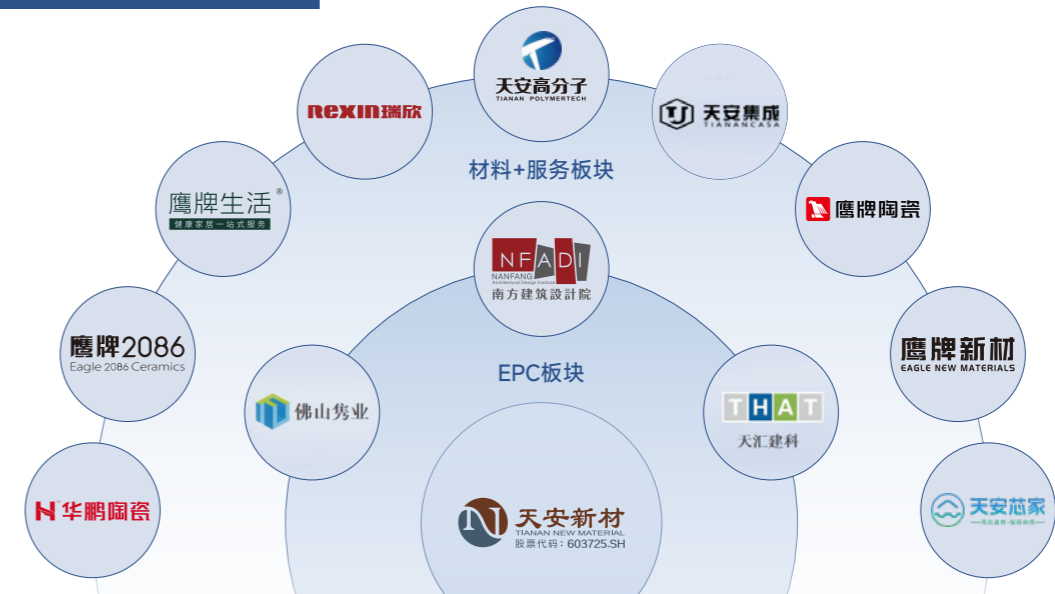 天安高分子
TIANAN POLYMERTECH
REXIN瑞欣
TJ 天安集成
TIANANCASA
材料+服务板块
鹰牌生活®
健康家居一站式服务
鹰牌陶瓷
NFADI
NANFANG
Architectural Design Institute
南方建筑設計院
鹰牌2086
Eagle 2086 Ceramics
鹰牌新材
EAGLE NEW MATERIALS
EPC板块
佛山隽业
THAT
天汇建科
华鹏陶瓷
天安新材
TIANAN NEW MATERIAL
股票代码：603725.SH
天安芯家